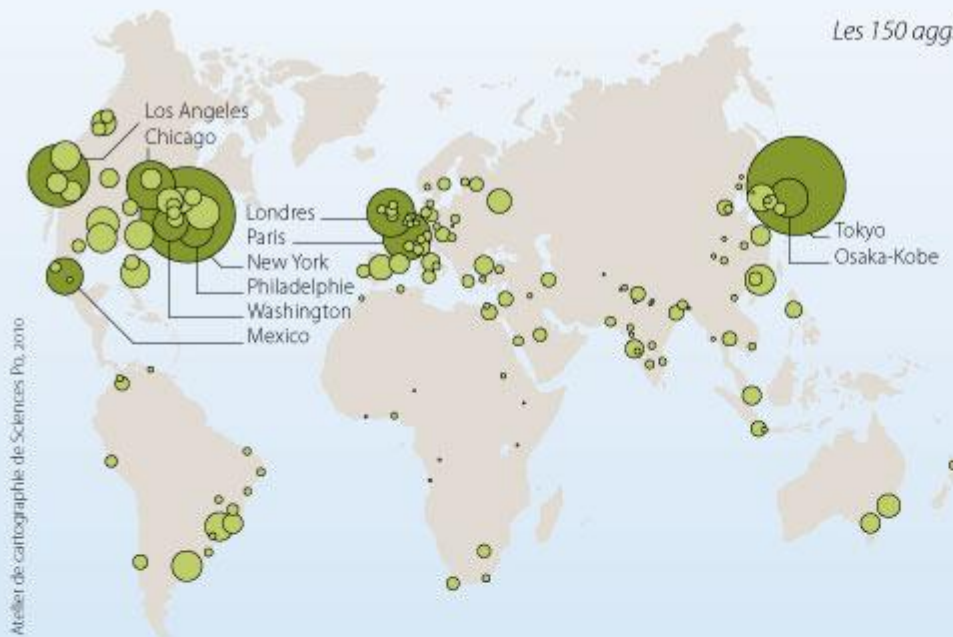 Les 150 agg
Los Angeles
Chicago
Londres
Paris
New York
Philadelphie
Washington
Mexico
Tokyo
Osaka-Kobe
Atelier de cartographie de Sciences Po, 2010